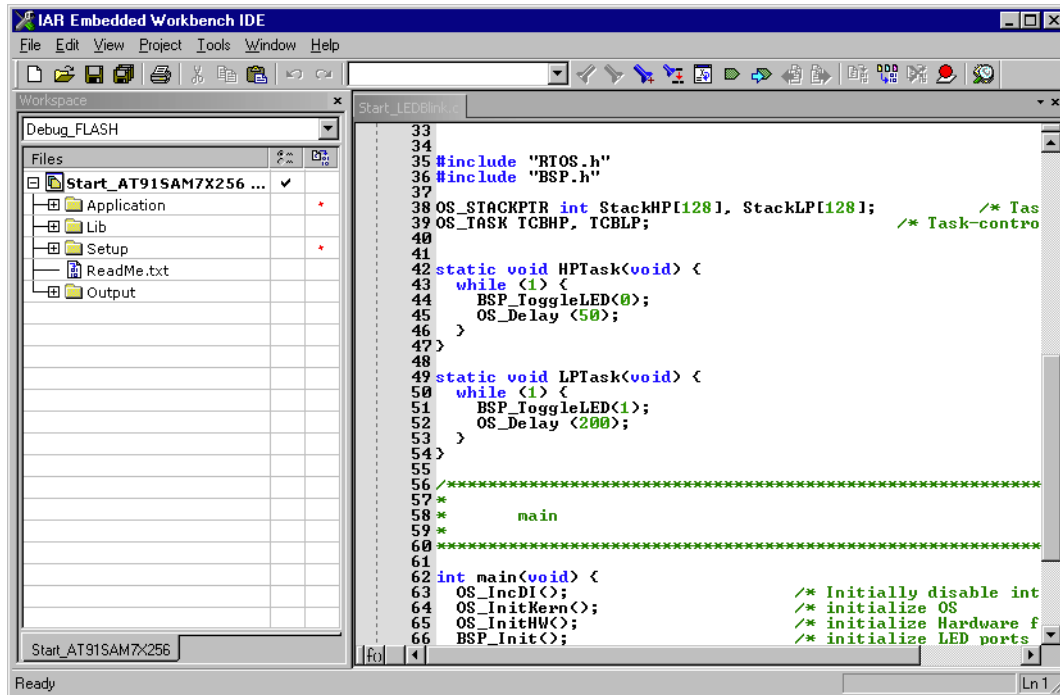 IAR Embedded Workbench IDE
File Edit View Project Tools Window Help
Workspace
Debug_FLASH
Files
Start_AT91SAM7X256 ...
Application
Lib
Setup
ReadMe.txt
Output
Start_AT91SAM7X256
Start_LEDBlink.c
33
34
35 #include "RTOS.h"
36 #include "BSP.h"
37
38 OS_STACKPTR int StackHP[128], StackLP[128]; /* Tas
39 OS_TASK TCBHP, TCBLP; /* Task-contro
40
41
42 static void HPTask(void) {
43 while (1) {
44 BSP_ToggleLED(0);
45 OS_Delay (50);
46 }
47 }
48
49 static void LPTask(void) {
50 while (1) {
51 BSP_ToggleLED(1);
52 OS_Delay (200);
53 }
54 }
55
56 /**********************************************************
57 *
58 * main
59 *
60 ***********************************************************
61
62 int main(void) {
63 OS_IncDI(); /* Initially disable int
64 OS_InitKern(); /* initialize OS
65 OS_InitHW(); /* initialize Hardware f
66 BSP_Init(); /* initialize LED ports
Ready
Ln 1